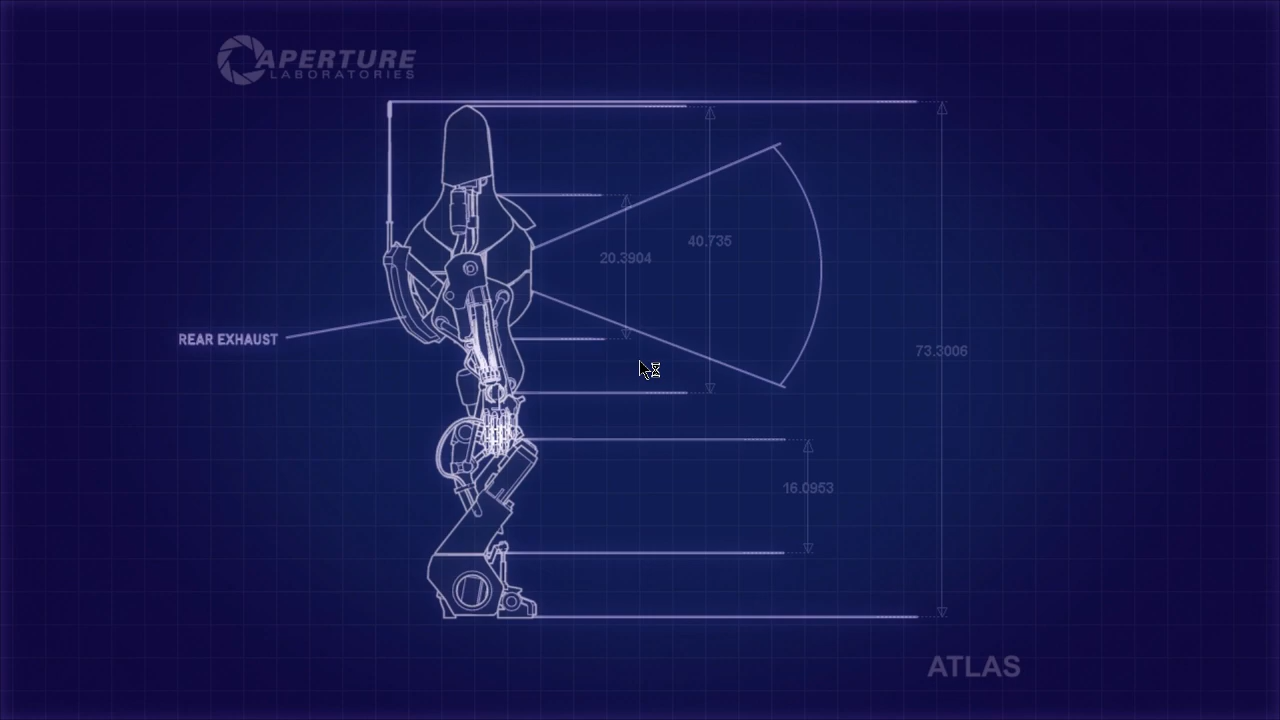 APERTURE
LABORATORIES
40.735
20.3904
REAR EXHAUST
73.3006
16.0953
ATLAS